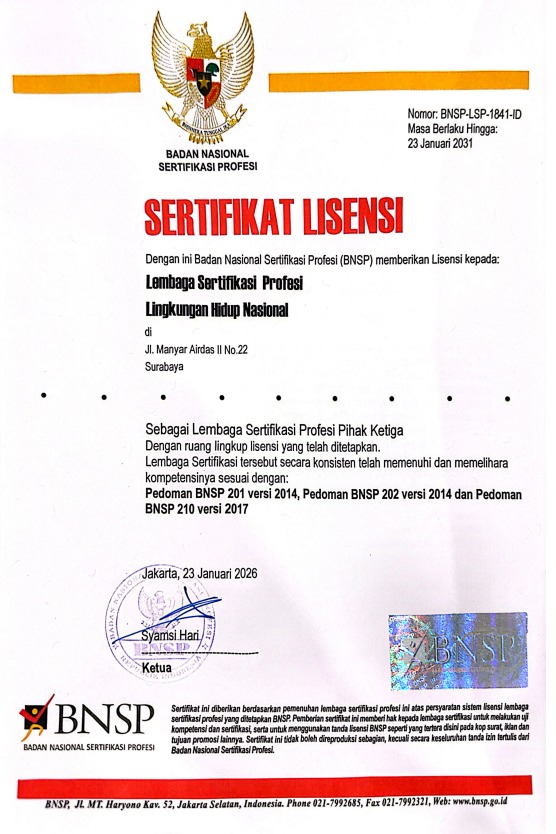 BHINNEKA TUNGGAL IKA
BADAN NASIONAL
SERTIFIKASI PROFESI
Nomor: BNSP-LSP-1841-ID
Masa Berlaku Hingga:
23 Januari 2031
SERTIFIKAT LISENSI
Dengan ini Badan Nasional Sertifikasi Profesi (BNSP) memberikan Lisensi kepada:
Lembaga Sertifikasi Profesi
Lingkungan Hidup Nasional
di
Jl. Manyar Airdas II No.22
Surabaya
Sebagai Lembaga Sertifikasi Profesi Pihak Ketiga
Dengan ruang lingkup lisensi yang telah ditetapkan.
Lembaga Sertifikasi tersebut secara konsisten telah memenuhi dan memelihara
kompetensinya sesuai dengan:
Pedoman BNSP 201 versi 2014, Pedoman BNSP 202 versi 2014 dan Pedoman
BNSP 210 versi 2017
Jakarta, 23 Januari 2026
Syamsi Hari
BNSP
Ketua
BNSP
BNSP
BADAN NASIONAL SERTIFIKASI PROFESI
Sertifikat ini diberikan berdasarkan pemenuhan lembaga sertifikasi profesi ini atas persyaratan sistem lisensi lembaga
sertifikasi profesi yang ditetapkan BNSP. Pemberian sertifikat ini memberi hak kepada lembaga sertifikasi untuk melakukan uji
kompetensi dan sertifikasi, serta untuk menggunakan tanda lisensi BNSP seperti yang tertera disini pada kop surat, iklan dan
tujuan promosi lainnya. Sertifikat ini tidak boleh direproduksi sebagian, kecuali secara keseluruhan tanda izin tertulis dari
Badan Nasional Sertifikasi Profesi.
BNSP, Jl. MT. Haryono Kav. 52, Jakarta Selatan, Indonesia. Phone 021-7992685, Fax 021-7992321, Web: www.bnsp.go.id